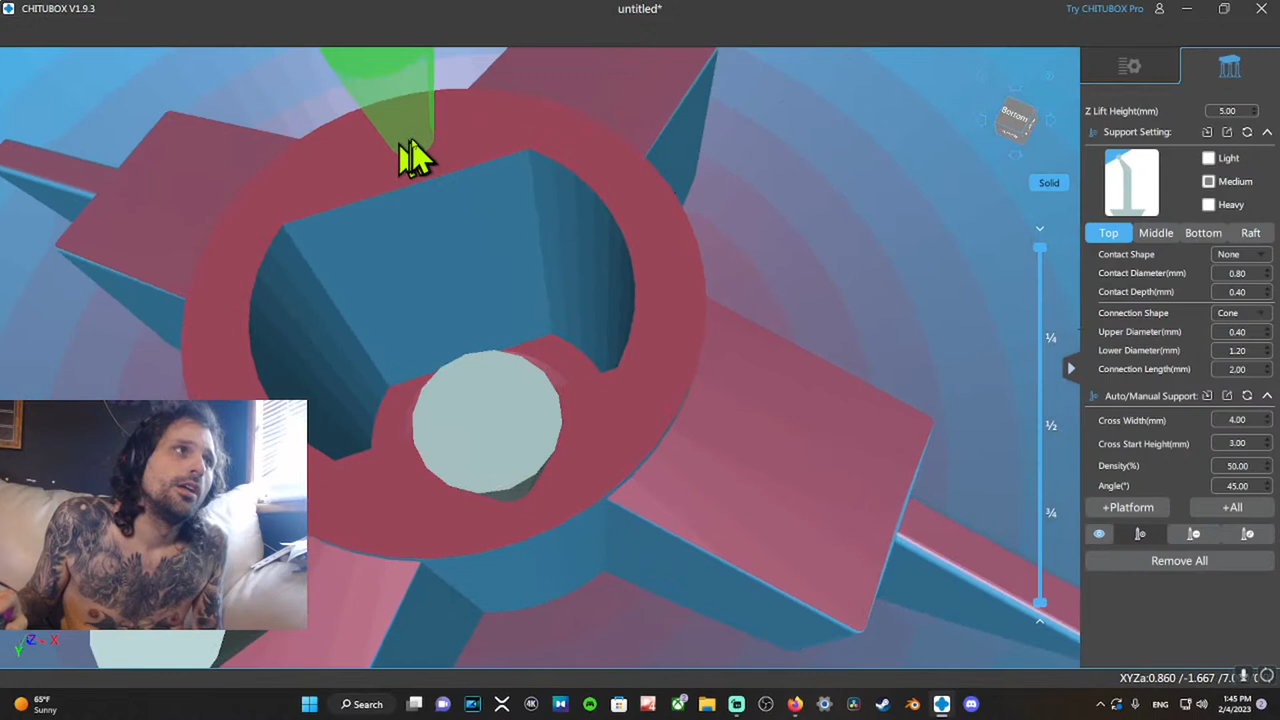 CHITUBOX V1.9.3
untitled*
Try CHITUBOX Pro
Bottom
Solid
¼
½
¾
Z Lift Height(mm) 5.00
Support Setting:
Light
Medium
Heavy
Top Middle Bottom Raft
Contact Shape None
Contact Diameter(mm) 0.80
Contact Depth(mm) 0.40
Connection Shape Cone
Upper Diameter(mm) 0.40
Lower Diameter(mm) 1.20
Connection Length(mm) 2.00
Auto/Manual Support:
Cross Width(mm) 4.00
Cross Start Height(mm) 3.00
Density(%) 50.00
Angle(°) 45.00
+Platform +All
Remove All
Z X
Y
XYZa:0.860 /-1.667 /7.0
65°F
Sunny
Search
4K
ENG
1:45 PM
2/4/2023